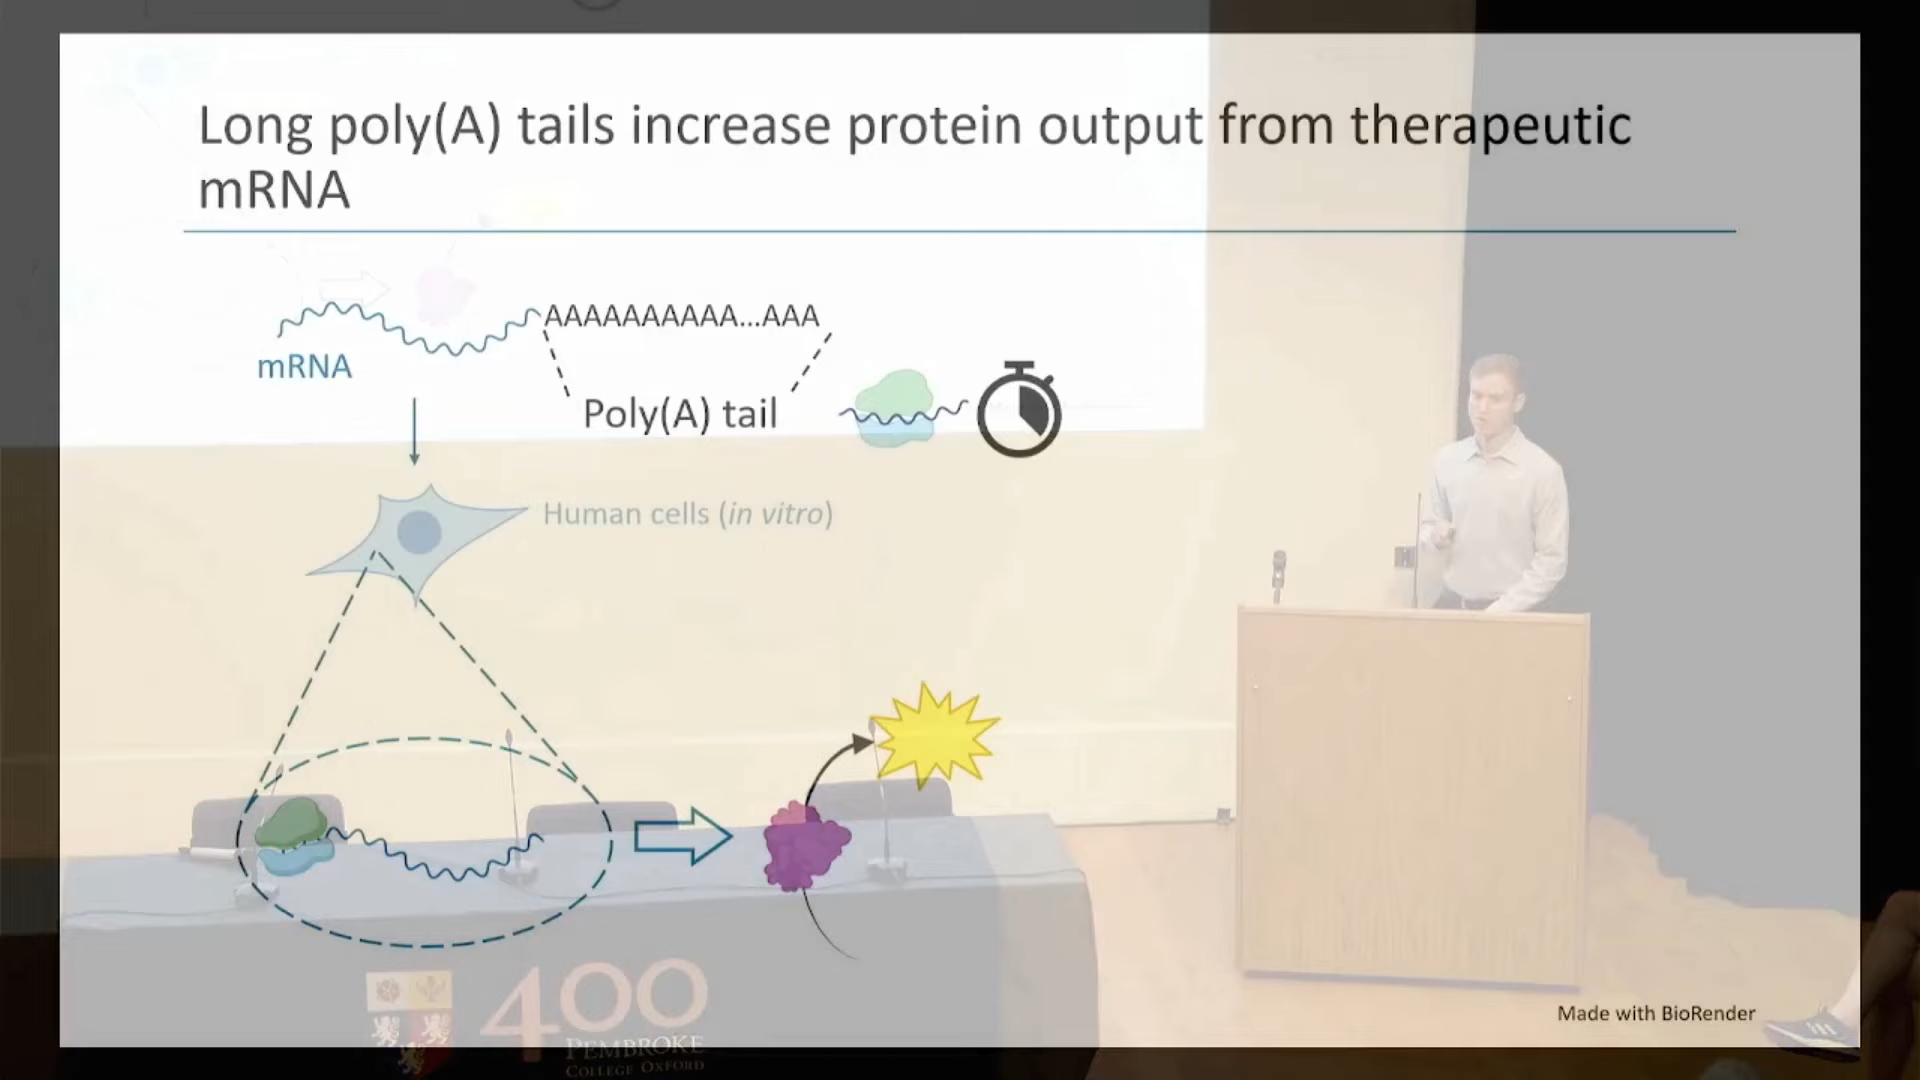 Long poly(A) tails increase protein output from therapeutic
mRNA
AAAAAAAAAA...AAA
mRNA
Poly(A) tail
Human cells (in vitro)
400
PEMBROKE
COLLEGE OXFORD
Made with BioRender